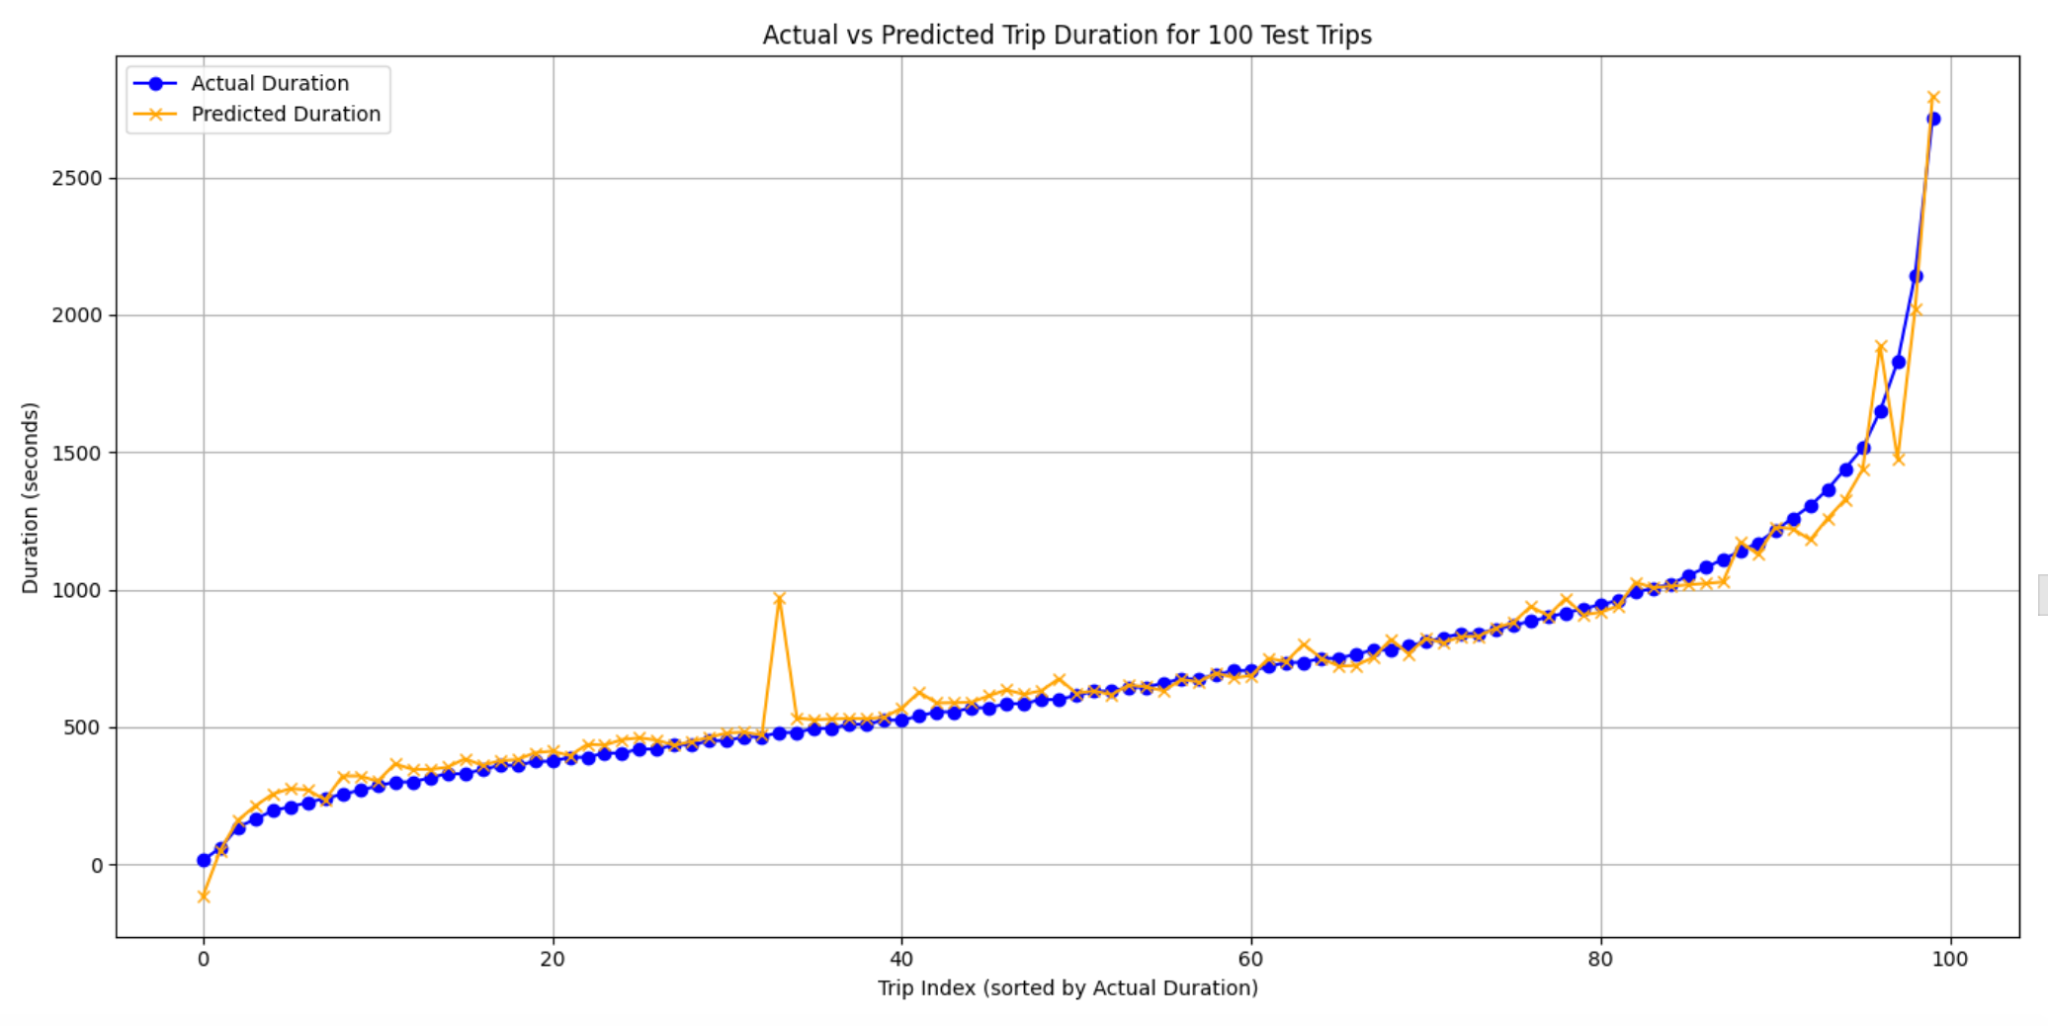 Actual vs Predicted Trip Duration for 100 Test Trips
Actual Duration
Predicted Duration
Duration (seconds)
2500
2000
1500
1000
500
0
0 20 40 60 80 100
Trip Index (sorted by Actual Duration)